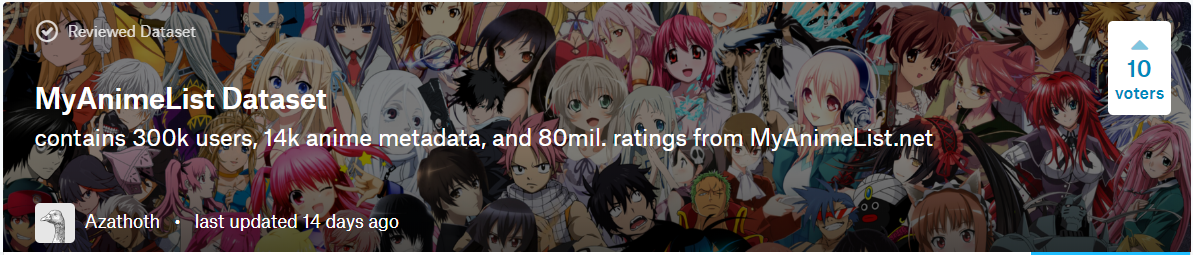 Reviewed Dataset
10
voters
MyAnimeList Dataset
contains 300k users, 14k anime metadata, and 80mil. ratings from MyAnimeList.net
Azathoth • last updated 14 days ago